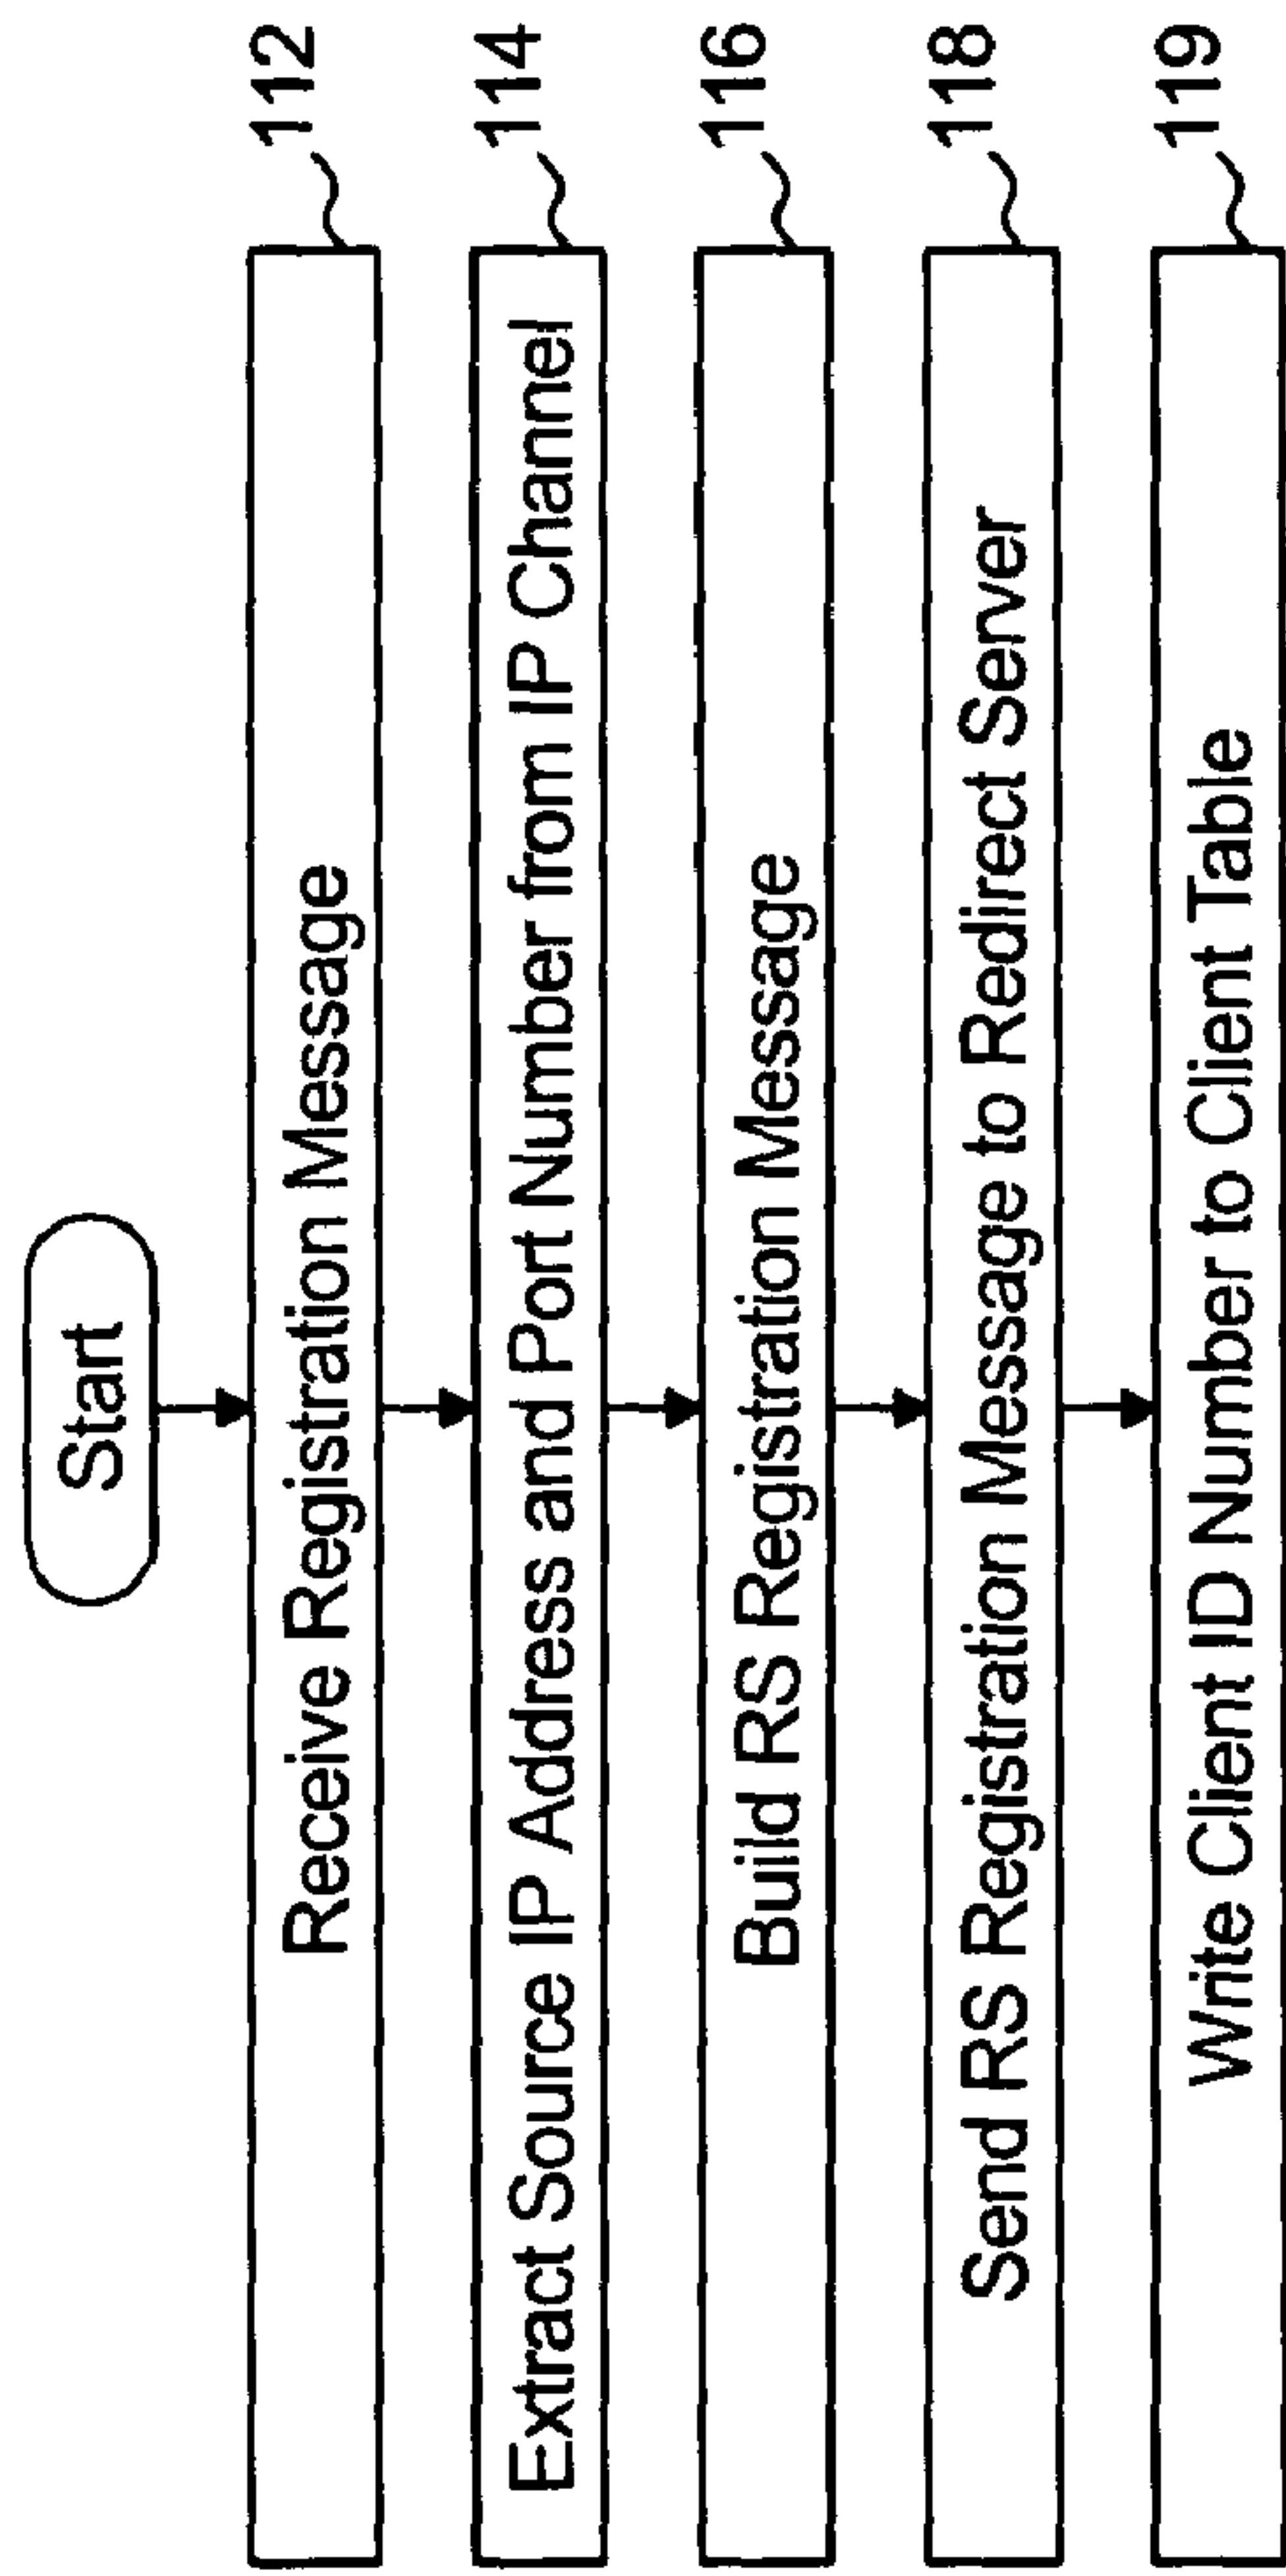 Start
Receive Registration Message
112
Extract Source IP Address and Port Number from IP Channel
114
Build RS Registration Message
116
Send RS Registration Message to Redirect Server
118
Write Client ID Number to Client Table
119